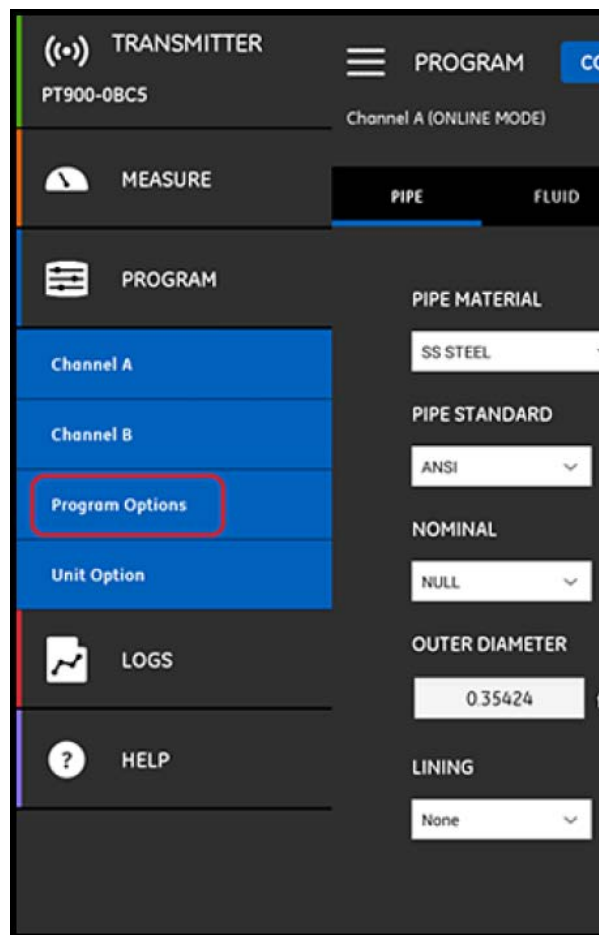 TRANSMITTER
PT900-0BC5
MEASURE
PROGRAM
Channel A
Channel B
Program Options
Unit Option
LOGS
? HELP
PROGRAM
Channel A (ONLINE MODE)
PIPE FLUID
PIPE MATERIAL
SS STEEL
PIPE STANDARD
ANSI
NOMINAL
NULL
OUTER DIAMETER
0.35424
LINING
None